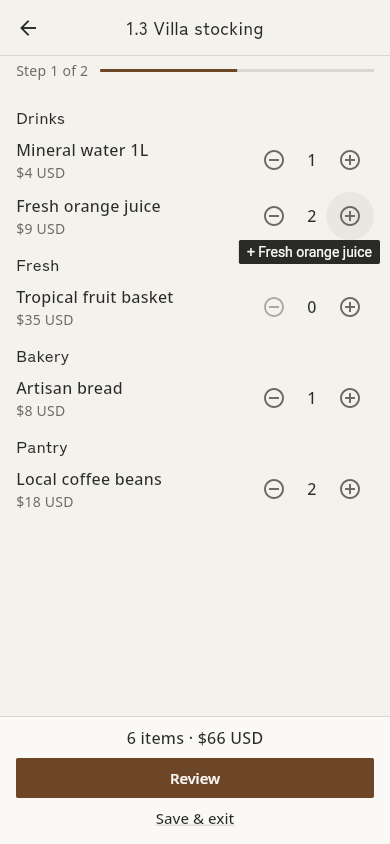 1.3 Villa stocking
Step 1 of 2
Drinks
Mineral water 1L
$4 USD
1
Fresh orange juice
$9 USD
2
+ Fresh orange juice
Fresh
Tropical fruit basket
$35 USD
0
Bakery
Artisan bread
$8 USD
1
Pantry
Local coffee beans
$18 USD
2
6 items · $66 USD
Review
Save & exit